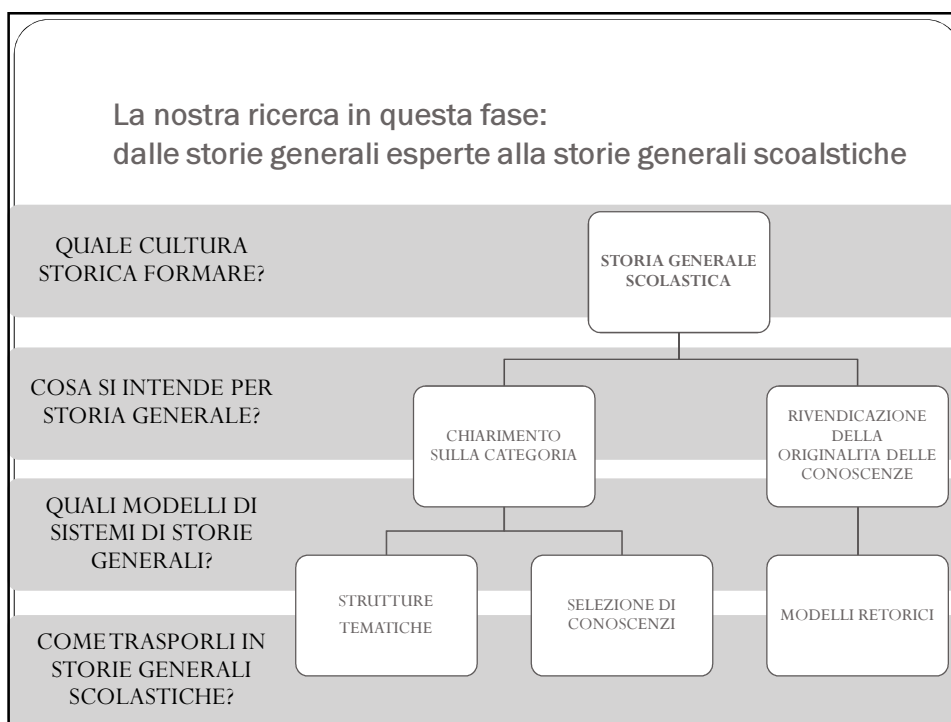 La nostra ricerca in questa fase:
dalle storie generali esperte alla storie generali scoalstiche
QUALE CULTURA
STORICA FORMARE?
STORIA GENERALE
SCOLASTICA
COSA SI INTENDE PER
STORIA GENERALE?
CHIARIMENTO
SULLA CATEGORIA
RIVENDICAZIONE
DELLA
ORIGINALITA DELLE
CONOSCENZE
QUALI MODELLI DI
SISTEMI DI STORIE
GENERALI?
STRUTTURE
TEMATICHE
SELEZIONE DI
CONOSCENZI
MODELLI RETORICI
COME TRASPORLI IN
STORIE GENERALI
SCOLASTICHE?